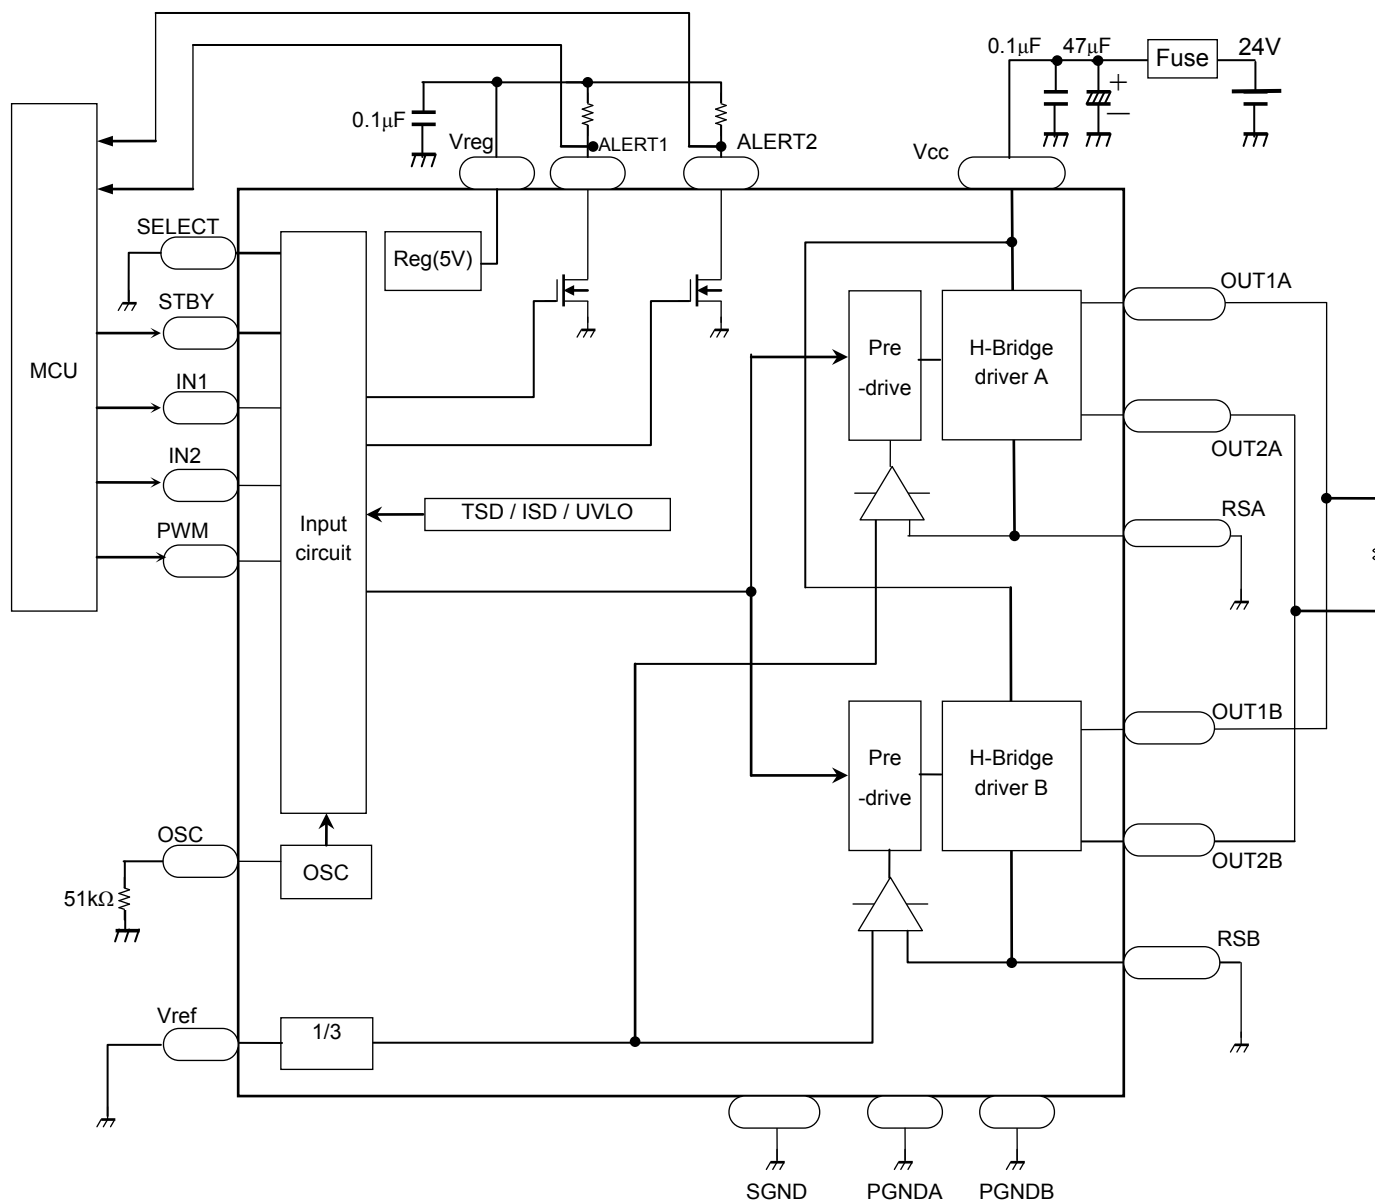 0.1μF
47μF
Fuse
24V
0.1μF
Vreg
ALERT1
ALERT2
Vcc
SELECT
Reg(5V)
STBY
OUT1A
MCU
IN1
Pre
-drive
H-Bridge
driver A
OUT2A
IN2
TSD / ISD / UVLO
RSA
PWM
Input
circuit
OUT1B
Pre
-drive
H-Bridge
driver B
OSC
OSC
OUT2B
51kΩ
RSB
Vref
1/3
SGND
PGNDA
PGNDB